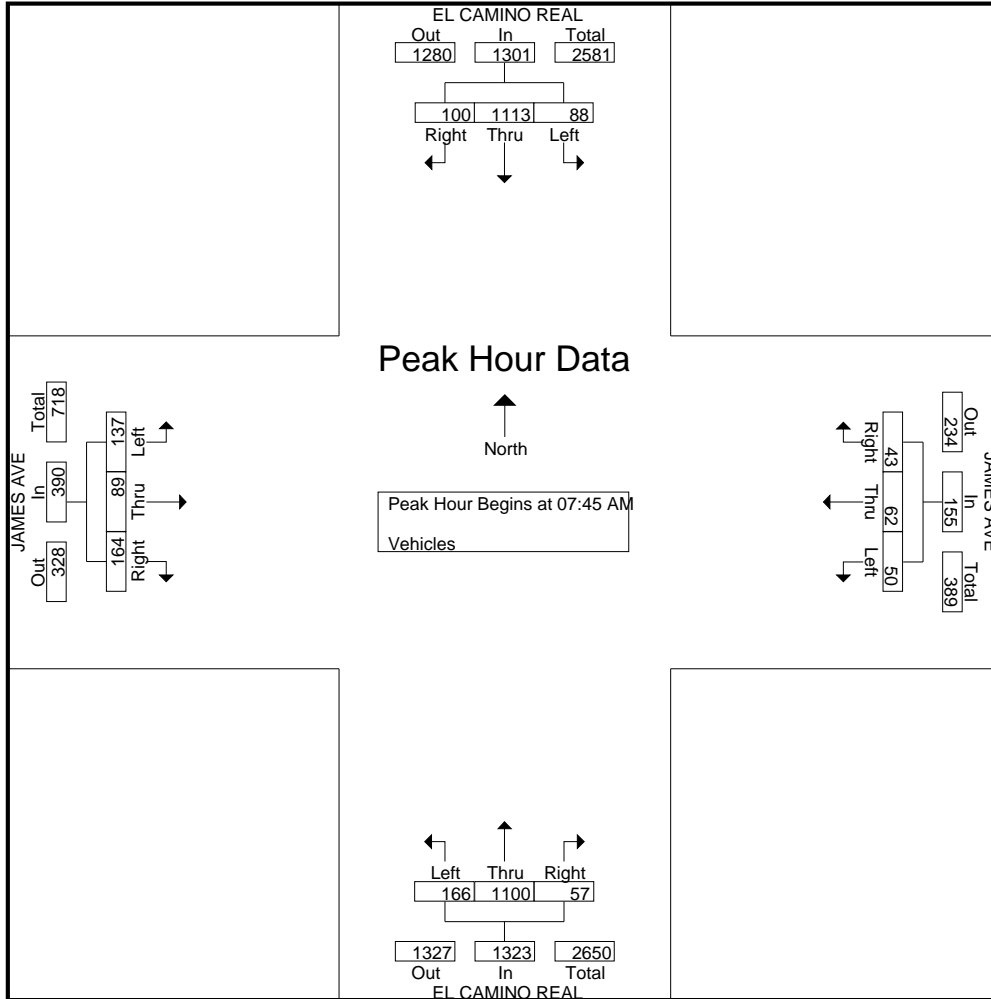 EL CAMINO REAL
Out In Total
1280 1301 2581
100 1113 88
Right Thru Left
Peak Hour Data
North
Peak Hour Begins at 07:45 AM
Vehicles
JAMES AVE
Out In Total
328 390 718
Right Thru Left
164 89 137
JAMES AVE
Out In Total
234 155 389
Right Thru Left
43 62 50
Left Thru Right
166 1100 57
1327 1323 2650
Out In Total
EL CAMINO REAL